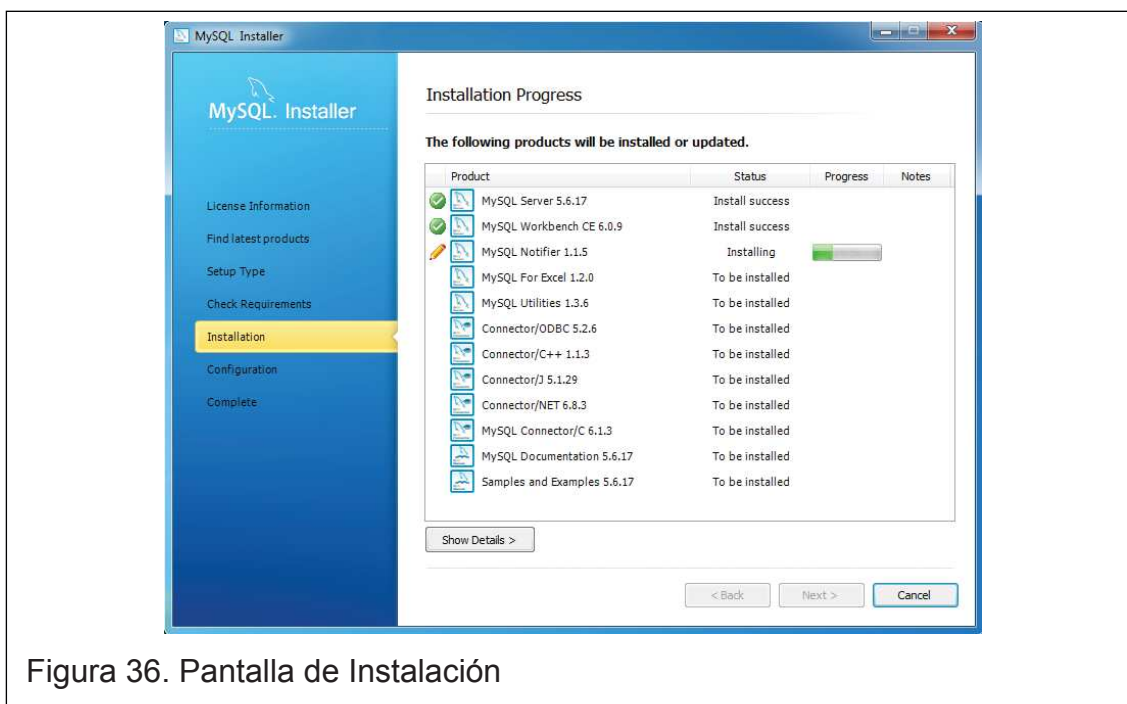 MySQL Installer
MySQL. Installer
License Information
Find latest products
Setup Type
Check Requirements
Installation
Configuration
Complete
Installation Progress
The following products will be installed or updated.
Product Status Progress Notes
MySQL Server 5.6.17 Install success
MySQL Workbench CE 6.0.9 Install success
MySQL Notifier 1.1.5 Installing
MySQL For Excel 1.2.0 To be installed
MySQL Utilities 1.3.6 To be installed
Connector/ODBC 5.2.6 To be installed
Connector/C++ 1.1.3 To be installed
Connector/J 5.1.29 To be installed
Connector/NET 6.8.3 To be installed
MySQL Connector/C 6.1.3 To be installed
MySQL Documentation 5.6.17 To be installed
Samples and Examples 5.6.17 To be installed
Show Details >
< Back Next > Cancel
Figura 36. Pantalla de Instalación